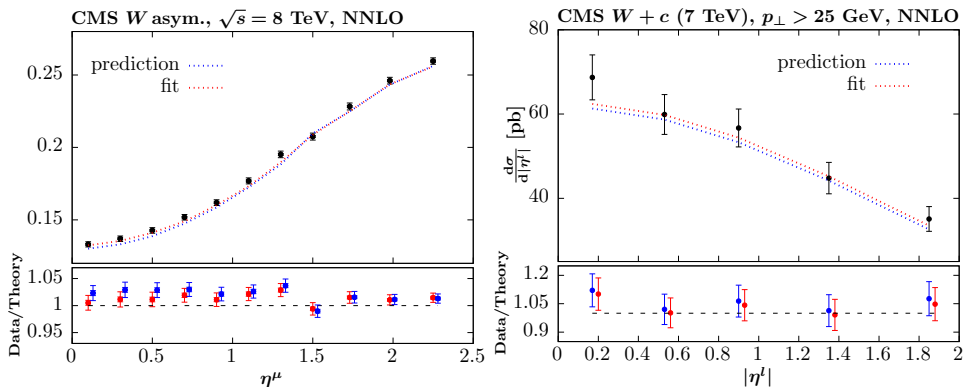 CMS W asym., √s = 8 TeV, NNLO
0.25
0.2
0.15
prediction
fit
Data/Theory
1.05
1
0.95
0
0.5
1
1.5
2
2.5
η^μ
CMS W + c (7 TeV), p⊥ > 25 GeV, NNLO
80
60
40
dσ/d|η^l| [pb]
prediction
fit
Data/Theory
1.2
1.05
0.9
0
0.2
0.4
0.6
0.8
1
1.2
1.4
1.6
1.8
2
|η^l|